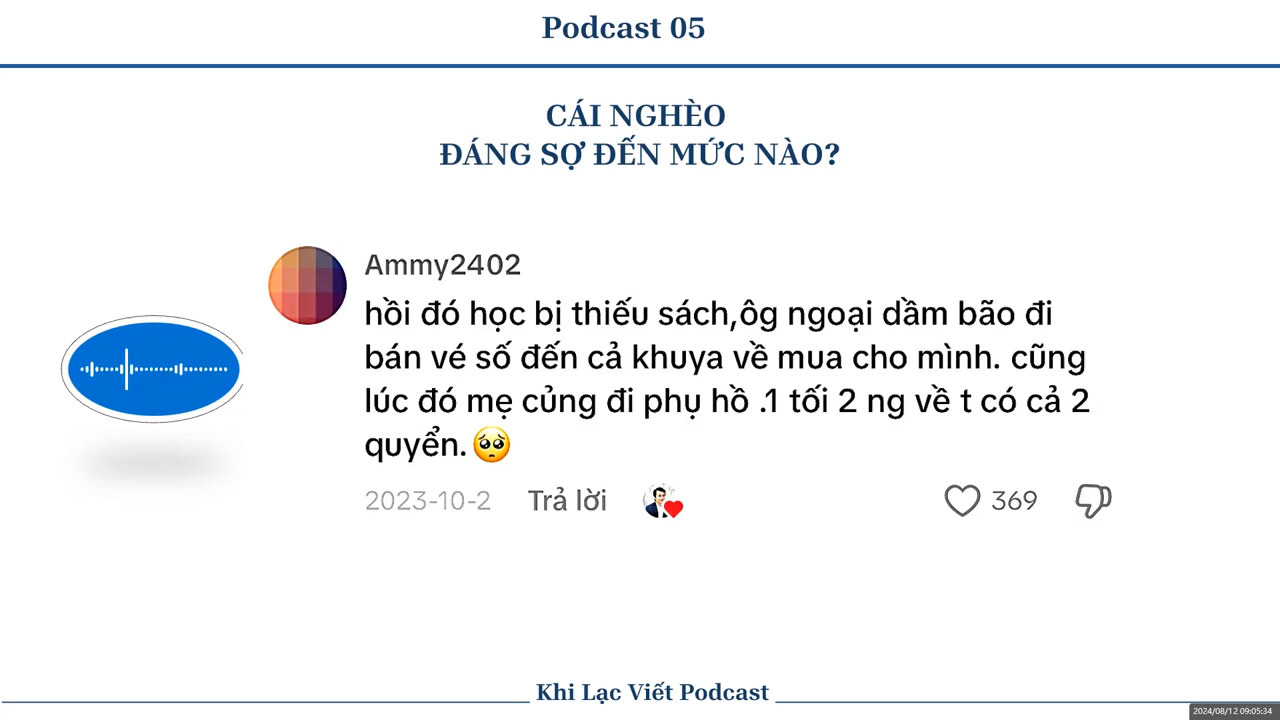 Podcast 05
CÁI NGHÈO
ĐÁNG SỢ ĐẾN MỨC NÀO?
Ammy2402
hồi đó học bị thiếu sách,ôg ngoại dầm bão đi
bán vé số đến cả khuya về mua cho mình. cũng
lúc đó mẹ củng đi phụ hồ .1 tối 2 ng về t có cả 2
quyển.🥺
2023-10-2 Trả lời 369
Khi Lạc Viết Podcast
2024/08/12 09:05:34